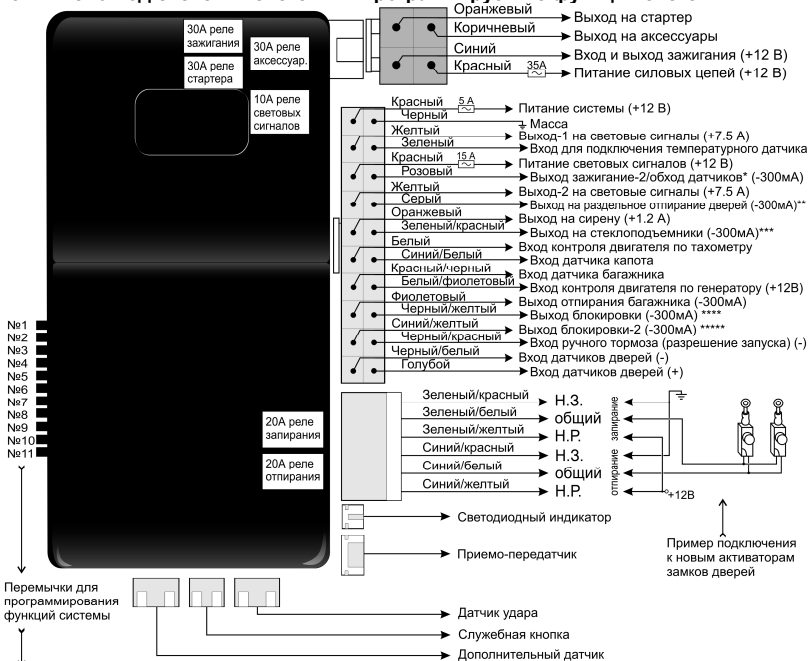 Оранжевый
Выход на стартер
Коричневый
Выход на аксессуары
Синий
Вход и выход зажигания (+12 В)
Красный 35А
Питание силовых цепей (+12 В)
30А реле
зажигания
30А реле
аксессуар.
30А реле
стартера
10А реле
световых
сигналов
Красный 5 А
Питание системы (+12 В)
Черный
Масса
Желтый
Выход-1 на световые сигналы (+7.5 А)
Зеленый
Вход для подключения температурного датчика
Красный 15 А
Питание световых сигналов (+12 В)
Розовый
Выход зажигание-2/обход датчиков* (-300мА)
Желтый
Выход-2 на световые сигналы (+7.5 А)
Серый
Выход на раздельное отпирание дверей (-300мА)**
Оранжевый
Выход на сирену (+1.2 А)
Зеленый/красный
Выход на стеклоподъемники (-300мА)***
Белый
Вход контроля двигателя по тахометру
Синий/Белый
Вход датчика капота
Красный/черный
Вход датчика багажника
Белый/фиолетовый
Вход контроля двигателя по генератору (+12В)
Фиолетовый
Выход отпирания багажника (-300мА)
Черный/желтый
Выход блокировки (-300мА) ****
Синий/желтый
Выход блокировки-2 (-300мА) *****
Черный/красный
Вход ручного тормоза (разрешение запуска) (-)
Черный/белый
Вход датчиков дверей (-)
Голубой
Вход датчиков дверей (+)
№1
№2
№3
№4
№5
№6
№7
№8
№9
№10
№11
20А реле
запирания
20А реле
отпирания
Зеленый/красный
Н.З.
Зеленый/белый
общий
Зеленый/желтый
Н.Р.
Синий/красный
Н.З.
Синий/белый
общий
Синий/желтый
Н.Р.
запирание
отпирание
+12В
Светодиодный индикатор
Приемо-передатчик
Пример подключения
к новым активаторам
замков дверей
Перемычки для
программирования
функций системы
Датчик удара
Служебная кнопка
Дополнительный датчик